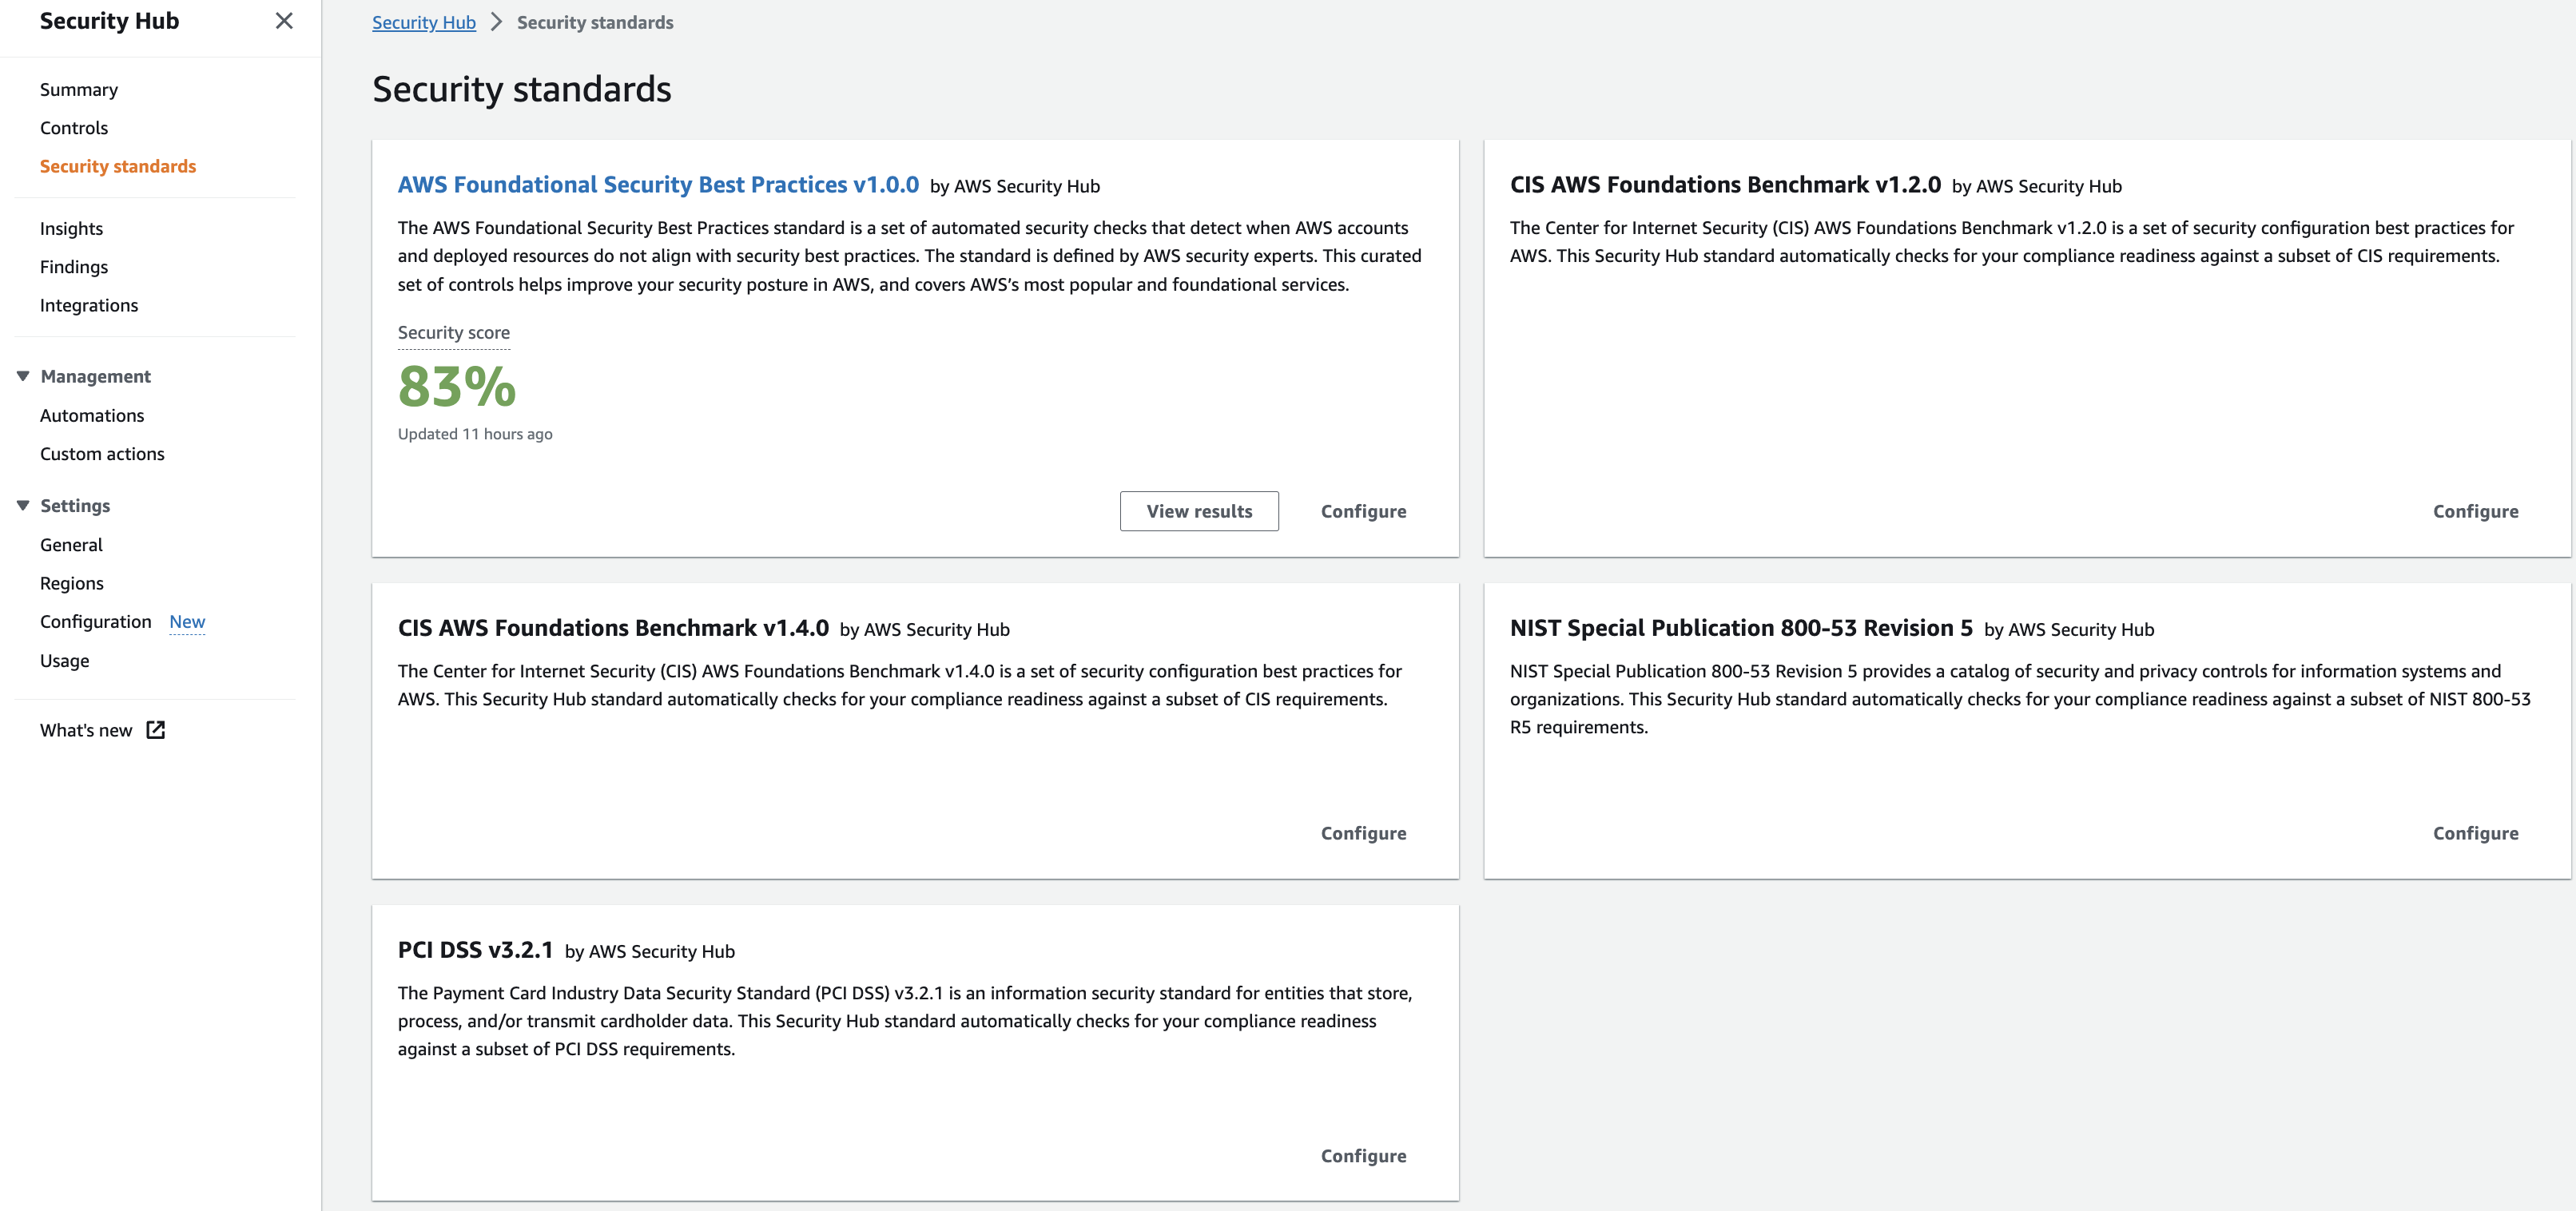 Security Hub
Summary
Controls
Security standards
Insights
Findings
Integrations
Management
Automations
Custom actions
Settings
General
Regions
Configuration New
Usage
What's new
Security Hub > Security standards
Security standards
AWS Foundational Security Best Practices v1.0.0 by AWS Security Hub
The AWS Foundational Security Best Practices standard is a set of automated security checks that detect when AWS accounts
and deployed resources do not align with security best practices. The standard is defined by AWS security experts. This curated
set of controls helps improve your security posture in AWS, and covers AWS’s most popular and foundational services.
Security score
83%
Updated 11 hours ago
View results Configure
CIS AWS Foundations Benchmark v1.2.0 by AWS Security Hub
The Center for Internet Security (CIS) AWS Foundations Benchmark v1.2.0 is a set of security configuration best practices for
AWS. This Security Hub standard automatically checks for your compliance readiness against a subset of CIS requirements.
Configure
CIS AWS Foundations Benchmark v1.4.0 by AWS Security Hub
The Center for Internet Security (CIS) AWS Foundations Benchmark v1.4.0 is a set of security configuration best practices for
AWS. This Security Hub standard automatically checks for your compliance readiness against a subset of CIS requirements.
Configure
NIST Special Publication 800-53 Revision 5 by AWS Security Hub
NIST Special Publication 800-53 Revision 5 provides a catalog of security and privacy controls for information systems and
organizations. This Security Hub standard automatically checks for your compliance readiness against a subset of NIST 800-53
R5 requirements.
Configure
PCI DSS v3.2.1 by AWS Security Hub
The Payment Card Industry Data Security Standard (PCI DSS) v3.2.1 is an information security standard for entities that store,
process, and/or transmit cardholder data. This Security Hub standard automatically checks for your compliance readiness
against a subset of PCI DSS requirements.
Configure